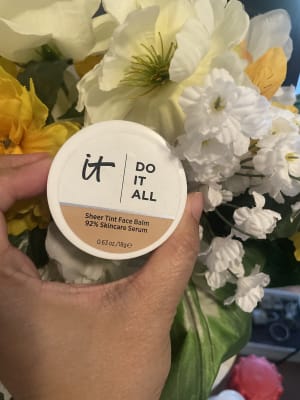 it
DO
IT
ALL
Sheer Tint Face Balm
92% Skincare Serum
0.63 oz/18g℮